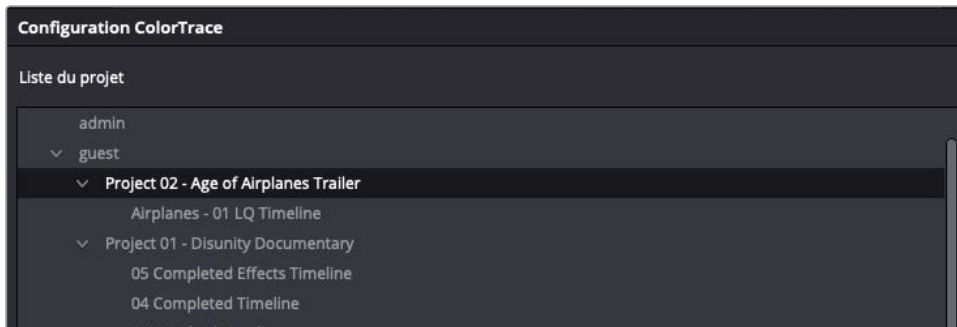 Configuration ColorTrace
Liste du projet
admin
guest
Project 02 - Age of Airplanes Trailer
Airplanes - 01 LQ Timeline
Project 01 - Disunity Documentary
05 Completed Effects Timeline
04 Completed Timeline